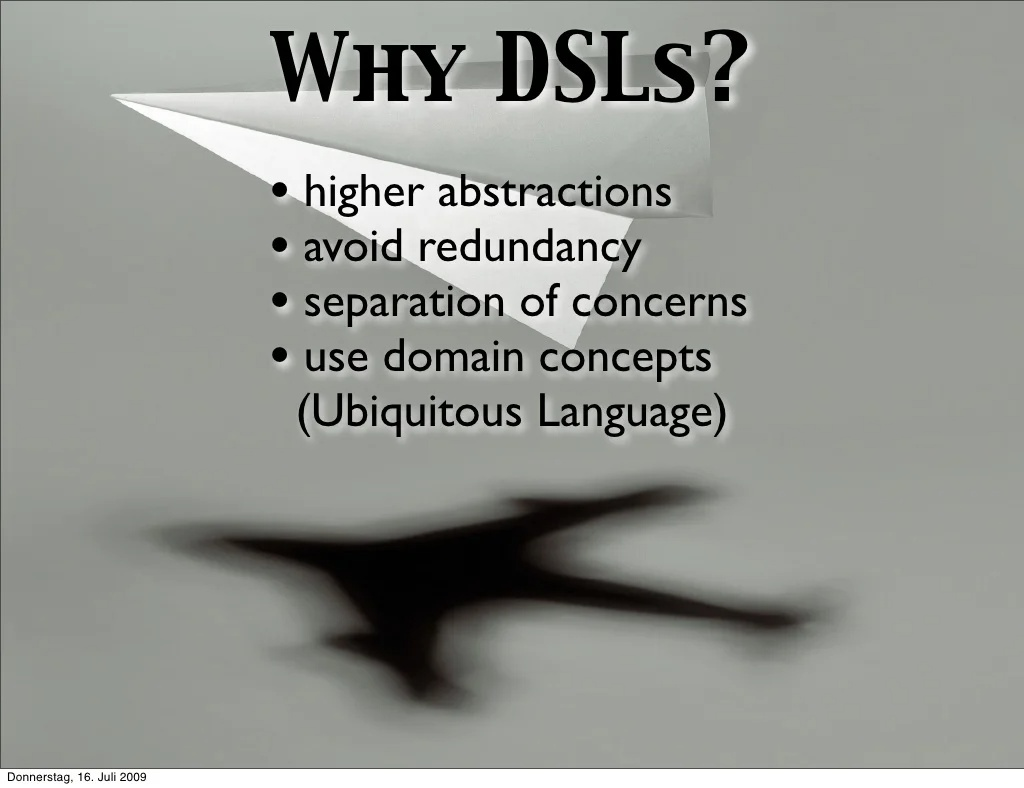 Why DSLs?
• higher abstractions
• avoid redundancy
• separation of concerns
• use domain concepts
(Ubiquitous Language)
Donnerstag, 16. Juli 2009